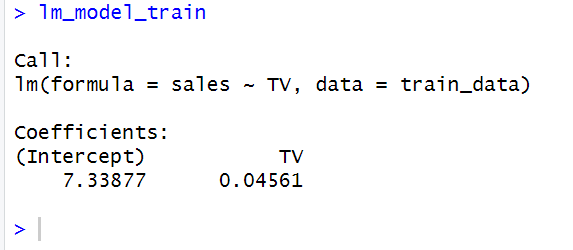 > lm_model_train
Call:
lm(formula = sales ~ TV, data = train_data)
Coefficients:
(Intercept)           TV
    7.33877      0.04561
>